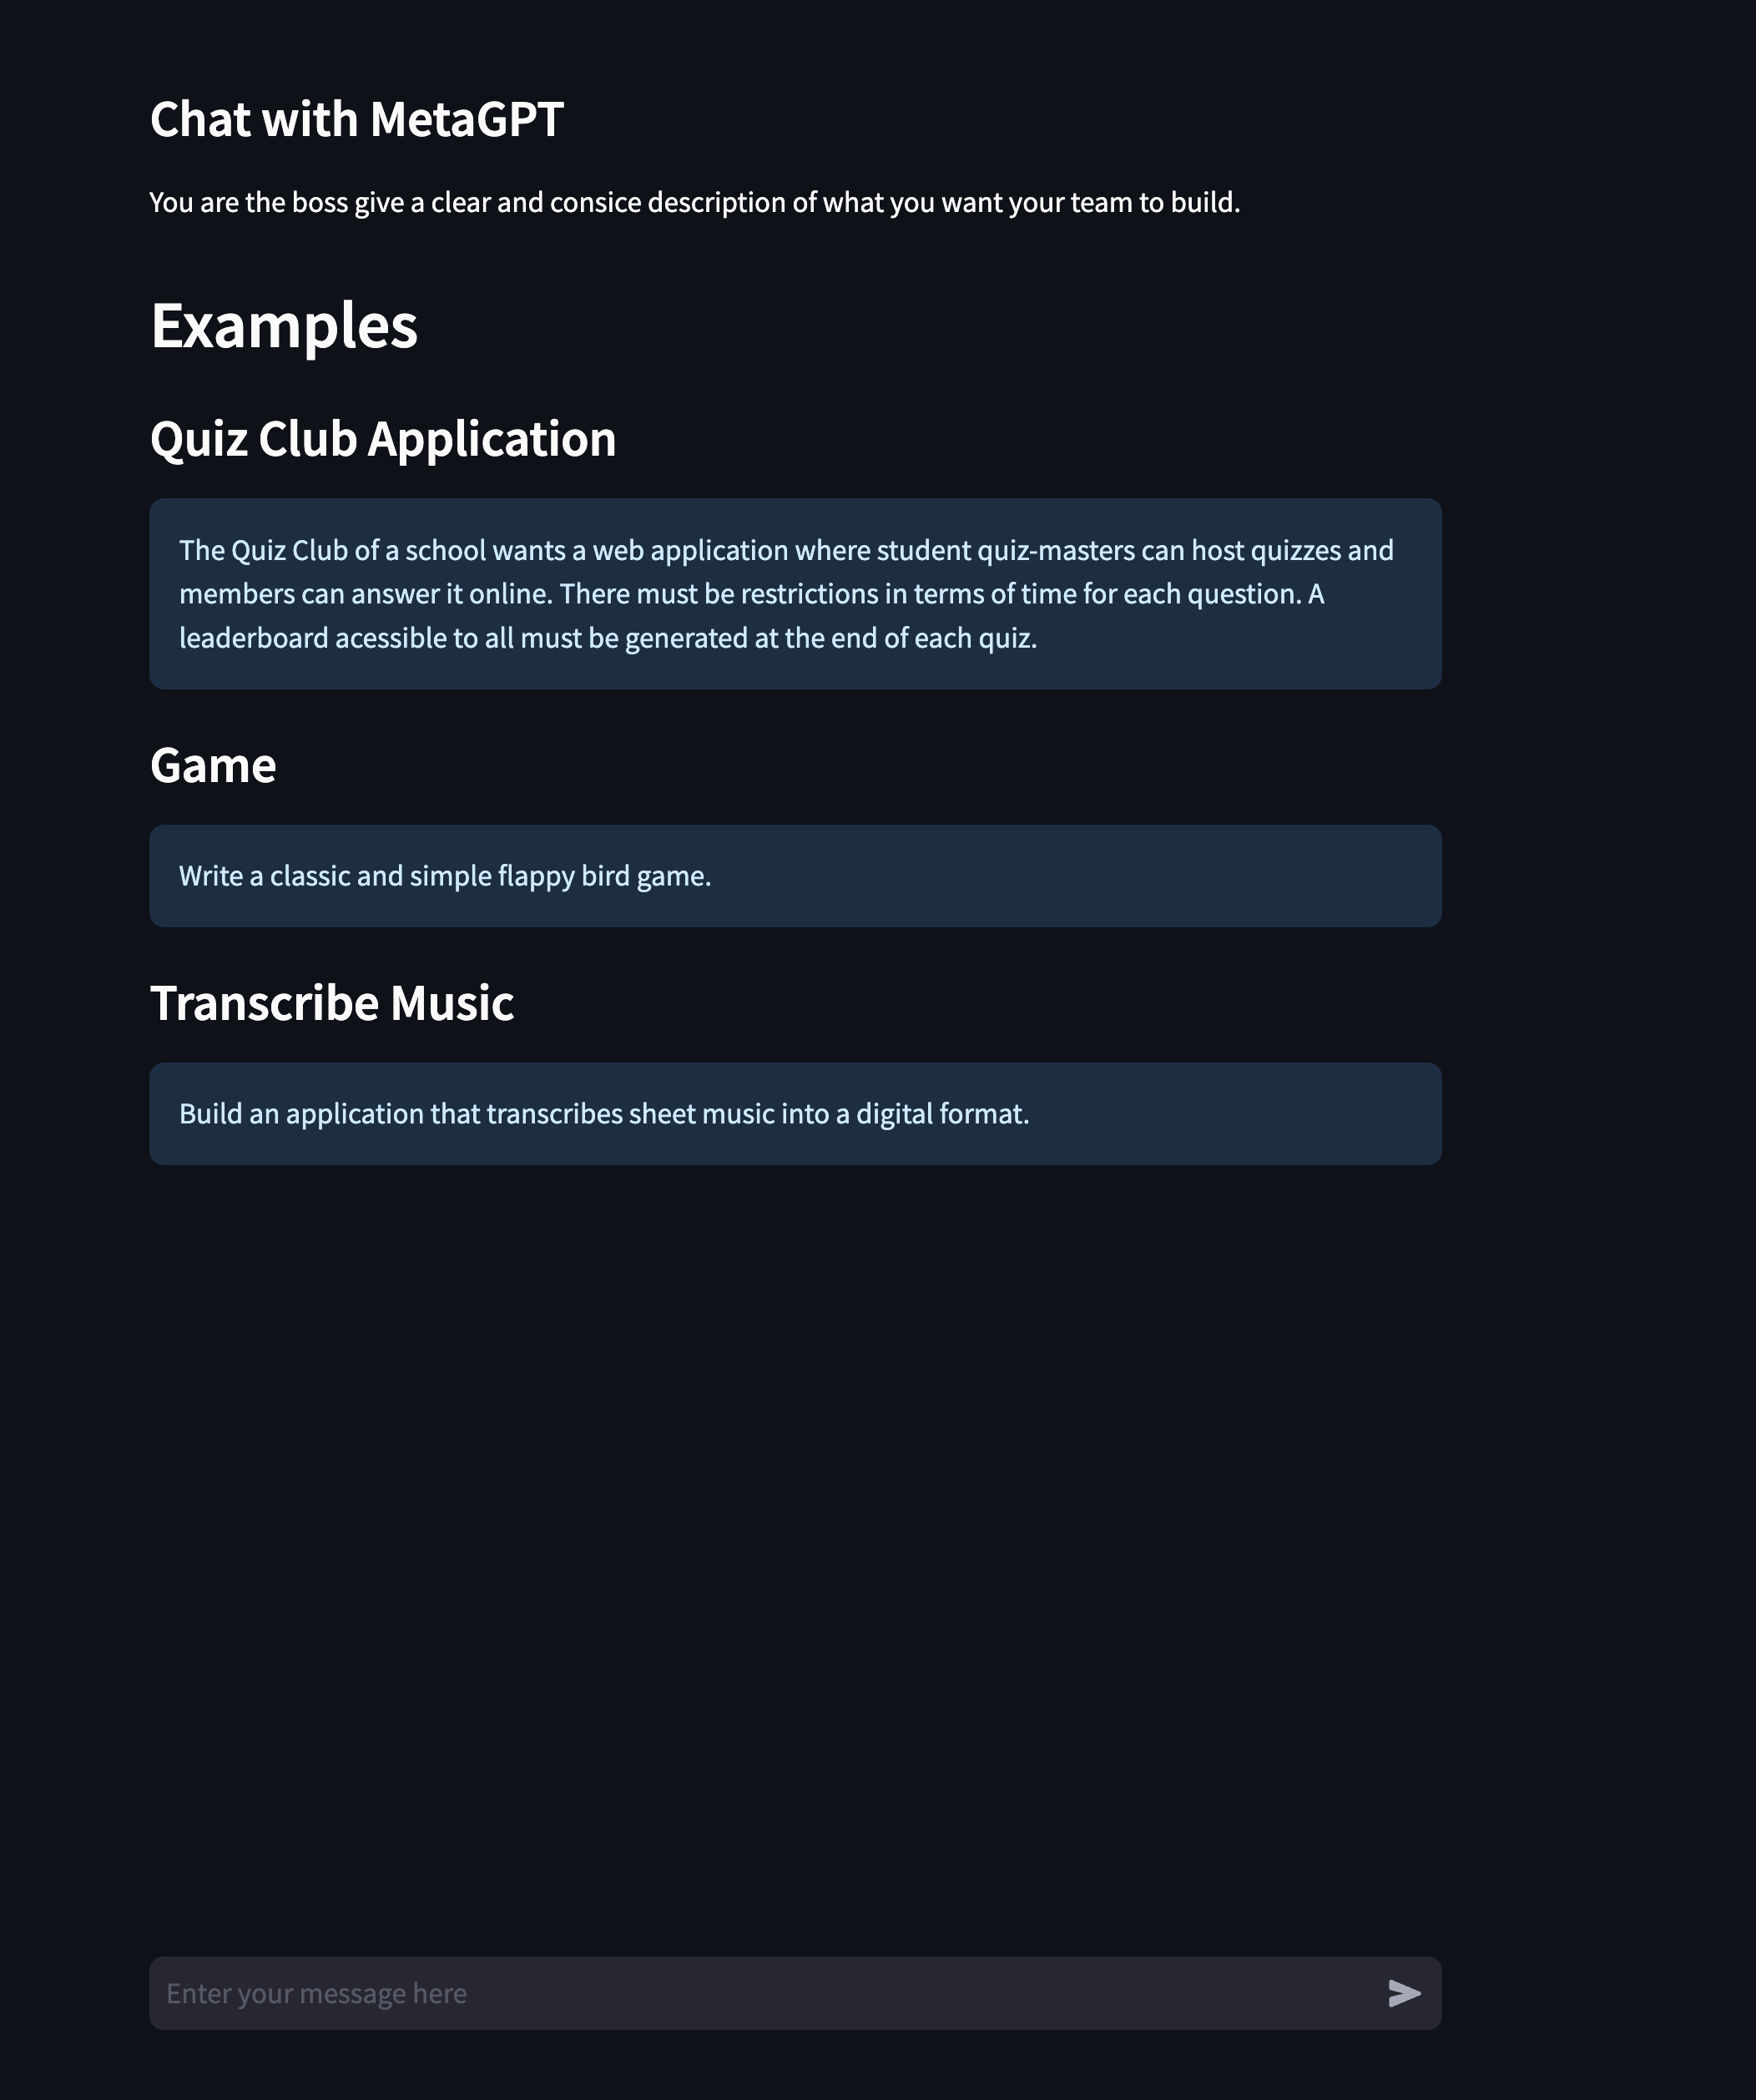 Chat with MetaGPT
You are the boss give a clear and consice description of what you want your team to build.
Examples
Quiz Club Application
The Quiz Club of a school wants a web application where student quiz-masters can host quizzes and
members can answer it online. There must be restrictions in terms of time for each question. A
leaderboard acessible to all must be generated at the end of each quiz.
Game
Write a classic and simple flappy bird game.
Transcribe Music
Build an application that transcribes sheet music into a digital format.
Enter your message here